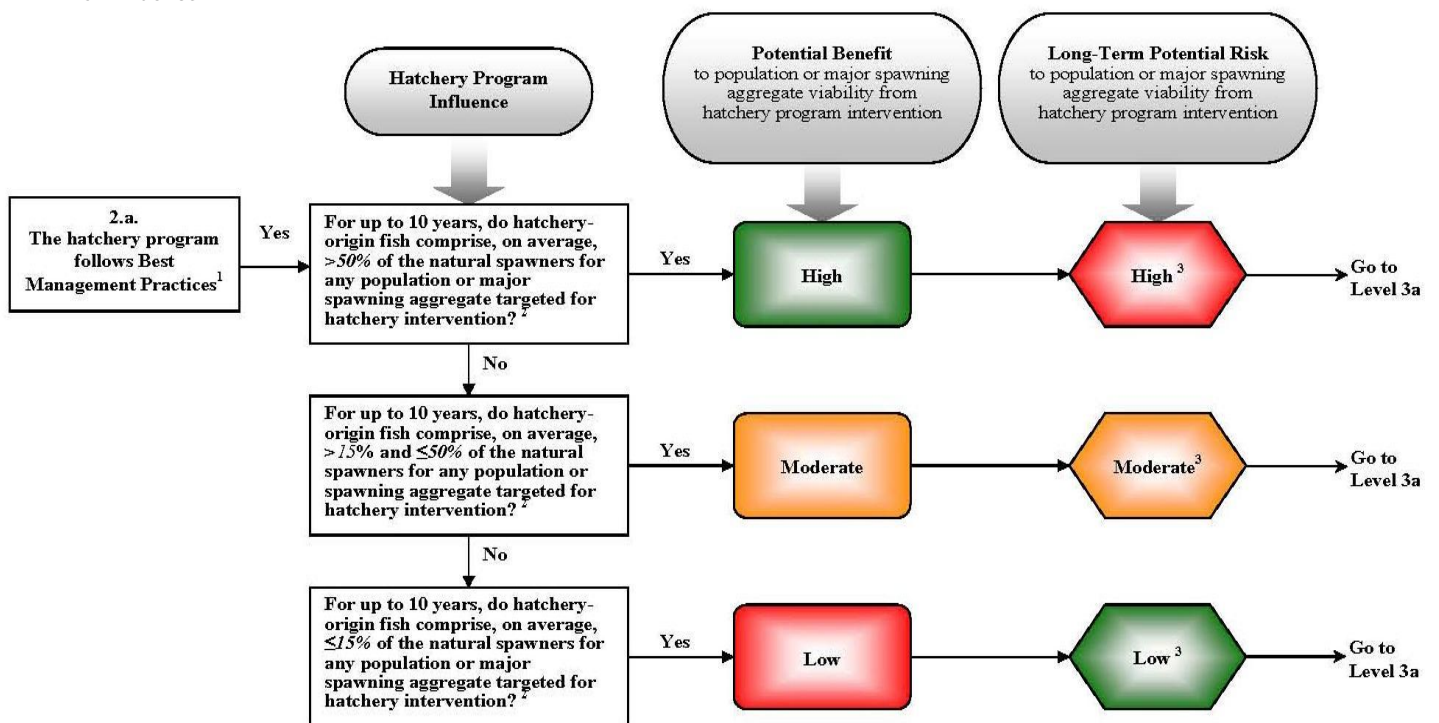 Hatchery Program
Influence
Potential Benefit
to population or major spawning
aggregate viability from
hatchery program intervention
Long-Term Potential Risk
to population or major spawning
aggregate viability from
hatchery program intervention
2.a.
The hatchery program
follows Best
Management Practices¹
Yes
For up to 10 years, do hatchery-
origin fish comprise, on average,
>50% of the natural spawners for
any population or major
spawning aggregate targeted for
hatchery intervention? ²
Yes
High
High ³
Go to
Level 3a
No
For up to 10 years, do hatchery-
origin fish comprise, on average,
>15% and ≤50% of the natural
spawners for any population or
spawning aggregate targeted for
hatchery intervention? ²
Yes
Moderate
Moderate³
Go to
Level 3a
No
For up to 10 years, do hatchery-
origin fish comprise, on average,
≤15% of the natural spawners for
any population or major
spawning aggregate targeted for
hatchery intervention? ²
Yes
Low
Low ³
Go to
Level 3a